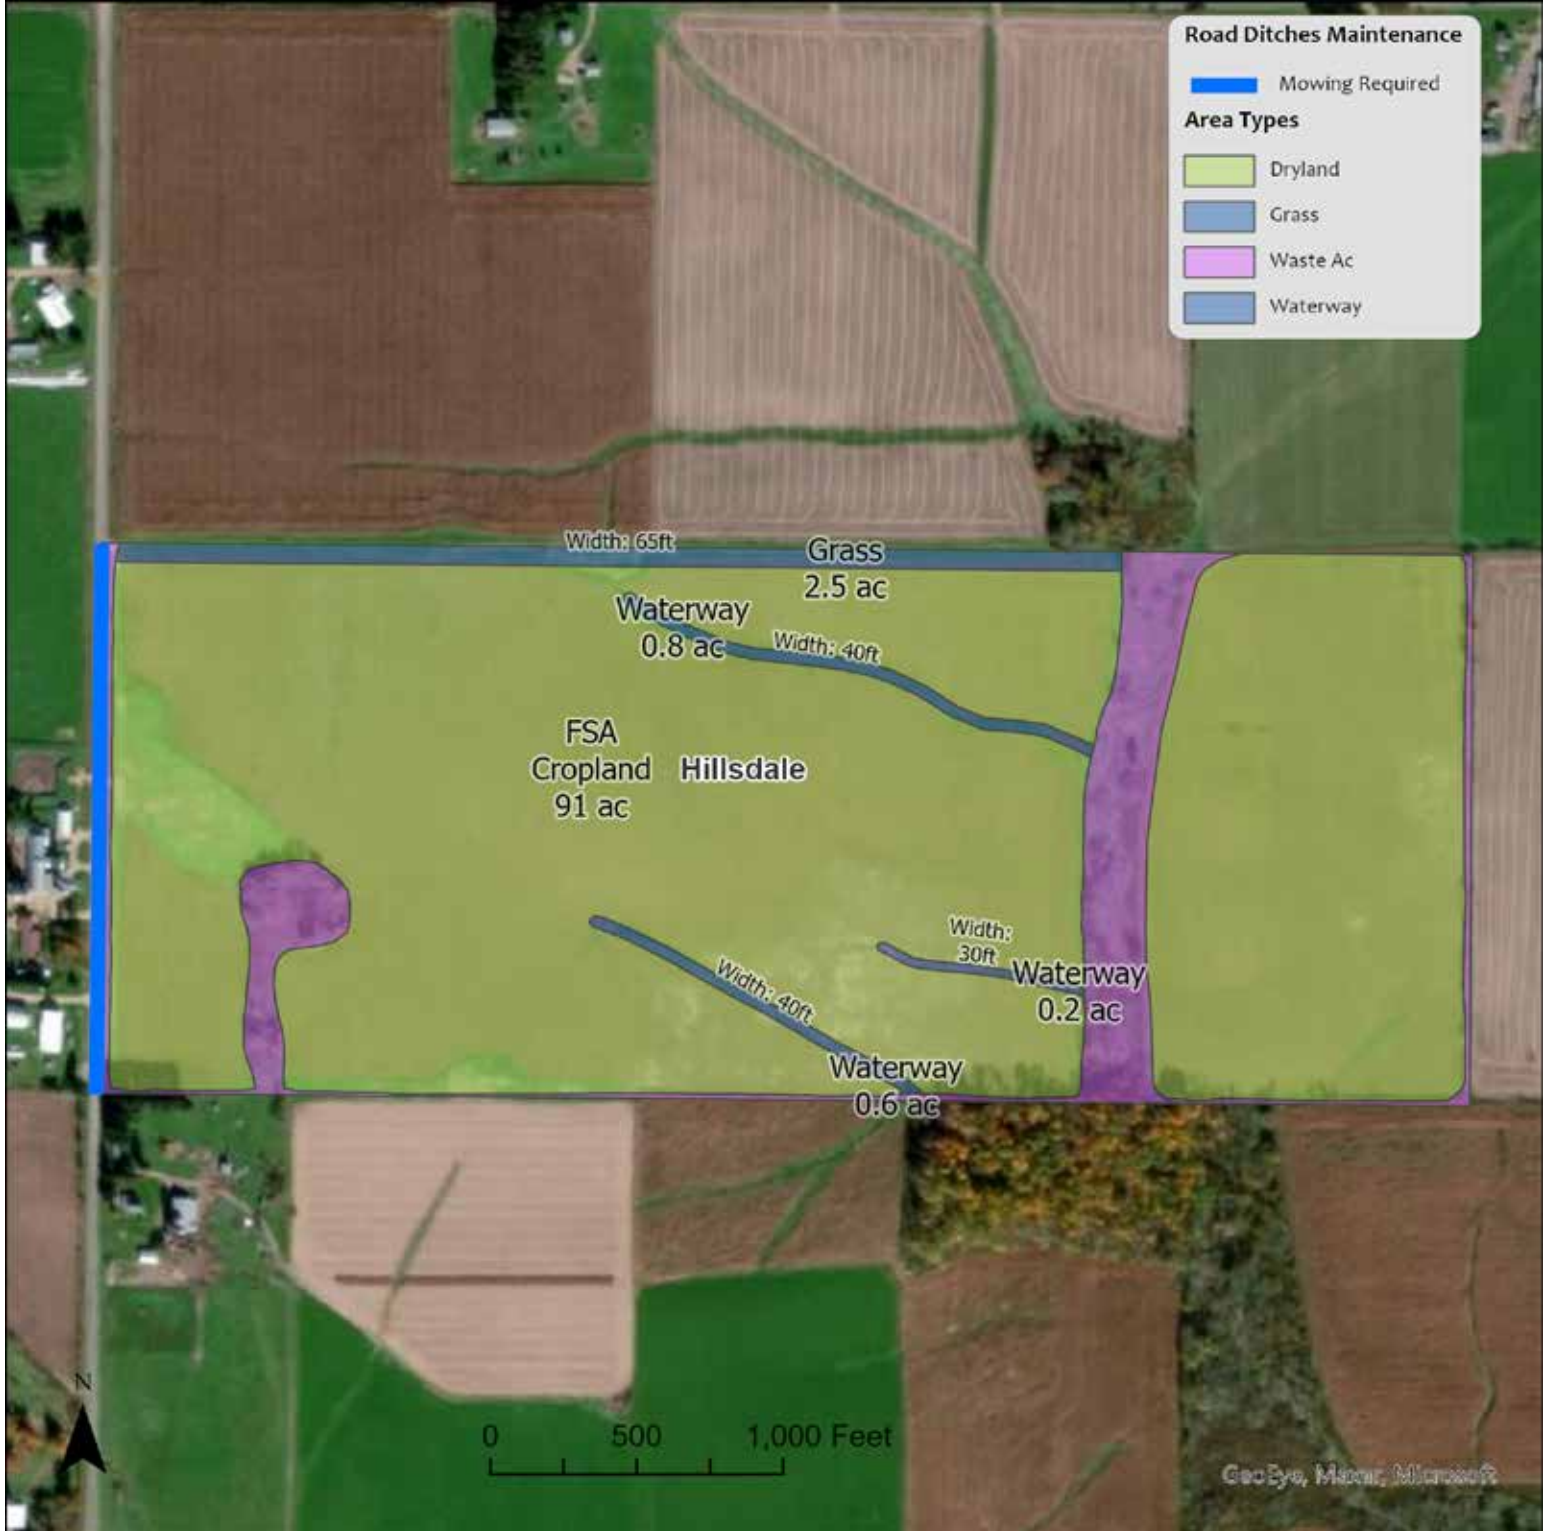 Road Ditches Maintenance
Mowing Required
Area Types
Dryland
Grass
Waste Ac
Waterway
Width: 65ft
Grass
2.5 ac
Waterway
0.8 ac
Width: 40ft
FSA
Cropland
91 ac
Hillsdale
Width:
30ft
Waterway
0.2 ac
Width: 40ft
Waterway
0.6 ac
N
0 500 1,000 Feet
GeoEye, Maxar, Microsoft